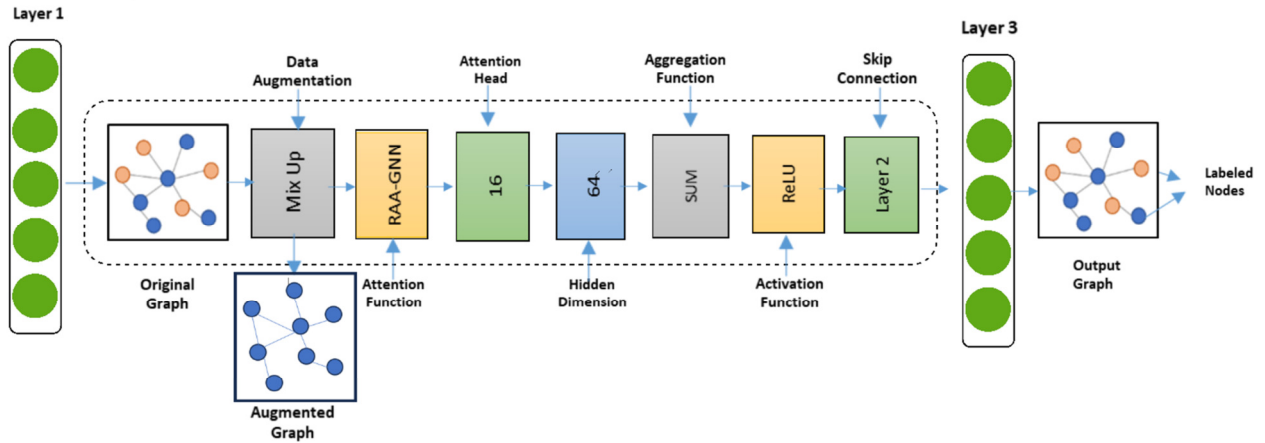 Layer 1
Layer 3
Data
Augmentation
Attention
Head
Aggregation
Function
Skip
Connection
Mix Up
RAA-GNN
16
64
SUM
ReLU
Layer 2
Labeled
Nodes
Original
Graph
Attention
Function
Hidden
Dimension
Activation
Function
Output
Graph
Augmented
Graph